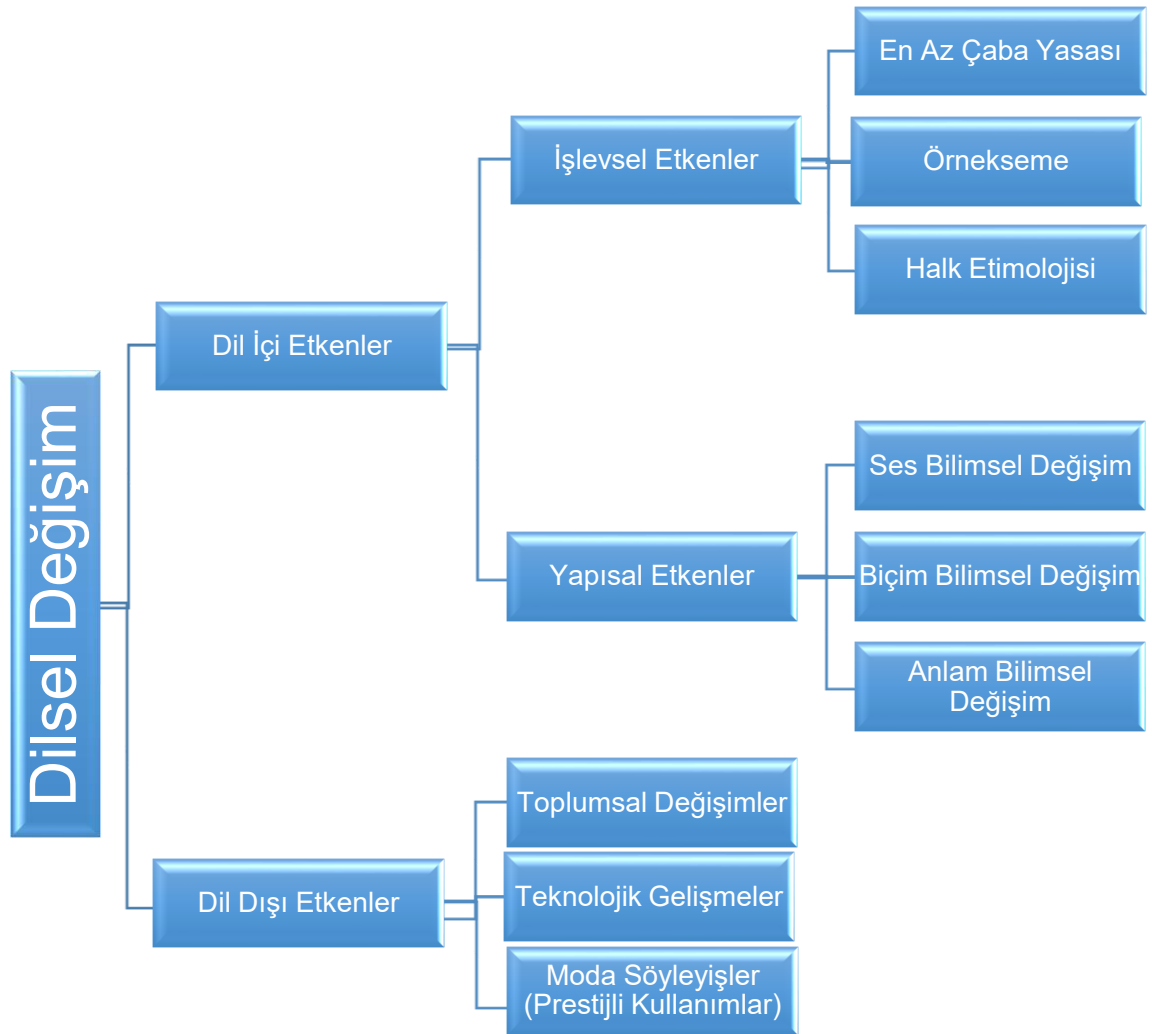 Dilsel Değişim
Dil İçi Etkenler
İşlevsel Etkenler
En Az Çaba Yasası
Örnekseme
Halk Etimolojisi
Yapısal Etkenler
Ses Bilimsel Değişim
Biçim Bilimsel Değişim
Anlam Bilimsel
Değişim
Dil Dışı Etkenler
Toplumsal Değişimler
Teknolojik Gelişmeler
Moda Söyleyişler
(Prestijli Kullanımlar)